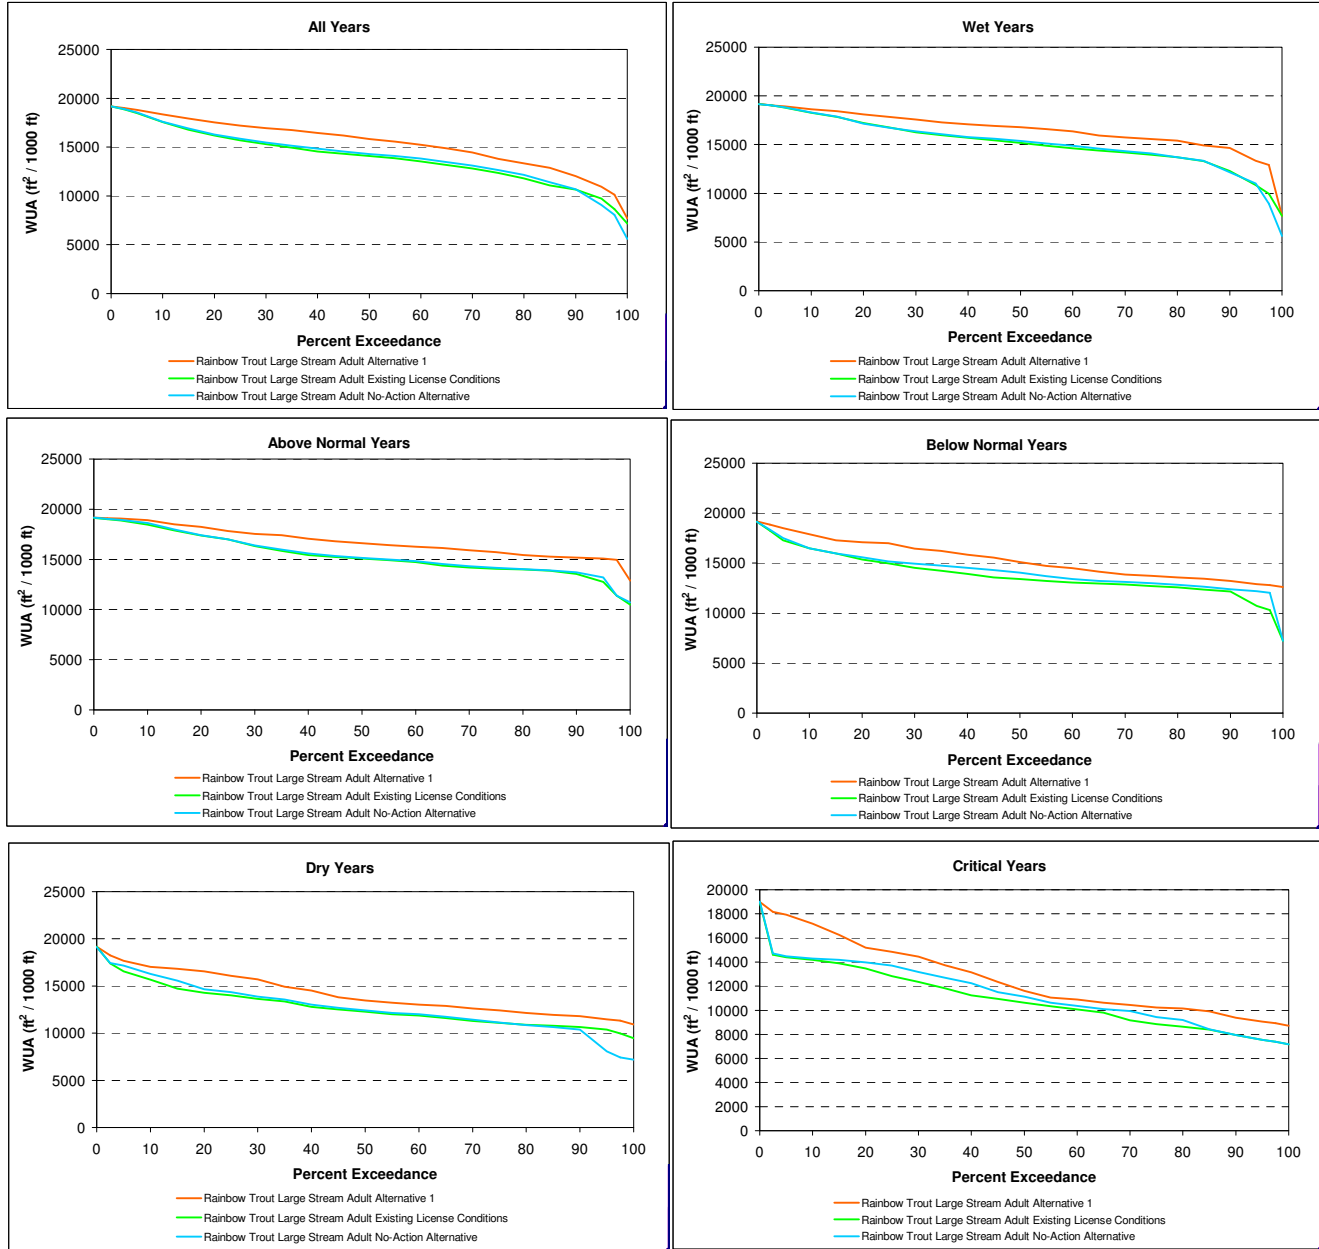 All Years
25000
20000
15000
10000
5000
0
WUA (ft² / 1000 ft)
0 10 20 30 40 50 60 70 80 90 100
Percent Exceedance
Rainbow Trout Large Stream Adult Alternative 1
Rainbow Trout Large Stream Adult Existing License Conditions
Rainbow Trout Large Stream Adult No-Action Alternative
Wet Years
25000
20000
15000
10000
5000
0
WUA (ft² / 1000 ft)
0 10 20 30 40 50 60 70 80 90 100
Percent Exceedance
Rainbow Trout Large Stream Adult Alternative 1
Rainbow Trout Large Stream Adult Existing License Conditions
Rainbow Trout Large Stream Adult No-Action Alternative
Above Normal Years
25000
20000
15000
10000
5000
0
WUA (ft² / 1000 ft)
0 10 20 30 40 50 60 70 80 90 100
Percent Exceedance
Rainbow Trout Large Stream Adult Alternative 1
Rainbow Trout Large Stream Adult Existing License Conditions
Rainbow Trout Large Stream Adult No-Action Alternative
Below Normal Years
25000
20000
15000
10000
5000
0
WUA (ft² / 1000 ft)
0 10 20 30 40 50 60 70 80 90 100
Percent Exceedance
Rainbow Trout Large Stream Adult Alternative 1
Rainbow Trout Large Stream Adult Existing License Conditions
Rainbow Trout Large Stream Adult No-Action Alternative
Dry Years
25000
20000
15000
10000
5000
0
WUA (ft² / 1000 ft)
0 10 20 30 40 50 60 70 80 90 100
Percent Exceedance
Rainbow Trout Large Stream Adult Alternative 1
Rainbow Trout Large Stream Adult Existing License Conditions
Rainbow Trout Large Stream Adult No-Action Alternative
Critical Years
20000
18000
16000
14000
12000
10000
8000
6000
4000
2000
0
WUA (ft² / 1000 ft)
0 10 20 30 40 50 60 70 80 90 100
Percent Exceedance
Rainbow Trout Large Stream Adult Alternative 1
Rainbow Trout Large Stream Adult Existing License Conditions
Rainbow Trout Large Stream Adult No-Action Alternative